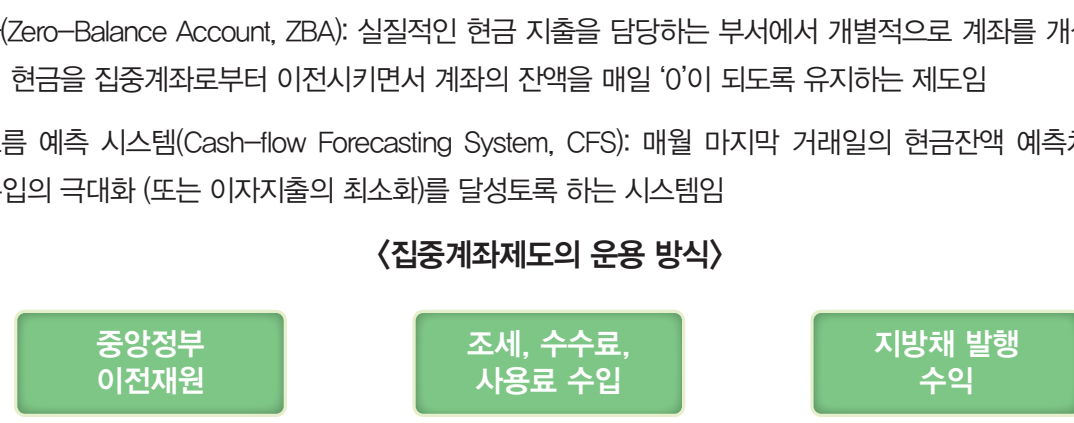 (Zero-Balance Account, ZBA): 실질적인 현금 지출을 담당하는 부서에서 개별적으로 계좌를
현금을 집중계좌로부터 이전시키면서 계좌의 잔액을 매일 ‘0’이 되도록 유지하는 제도임
예측 시스템(Cash-flow Forecasting System, CFS): 매월 마지막 거래일의 현금잔액
극대화 (또는 이자지출의 최소화)를 달성토록 하는 시스템임
<집중계좌제도의 운용 방식>
중앙정부
이전재원
조세, 수수료,
사용료 수입
지방채 발행
수익